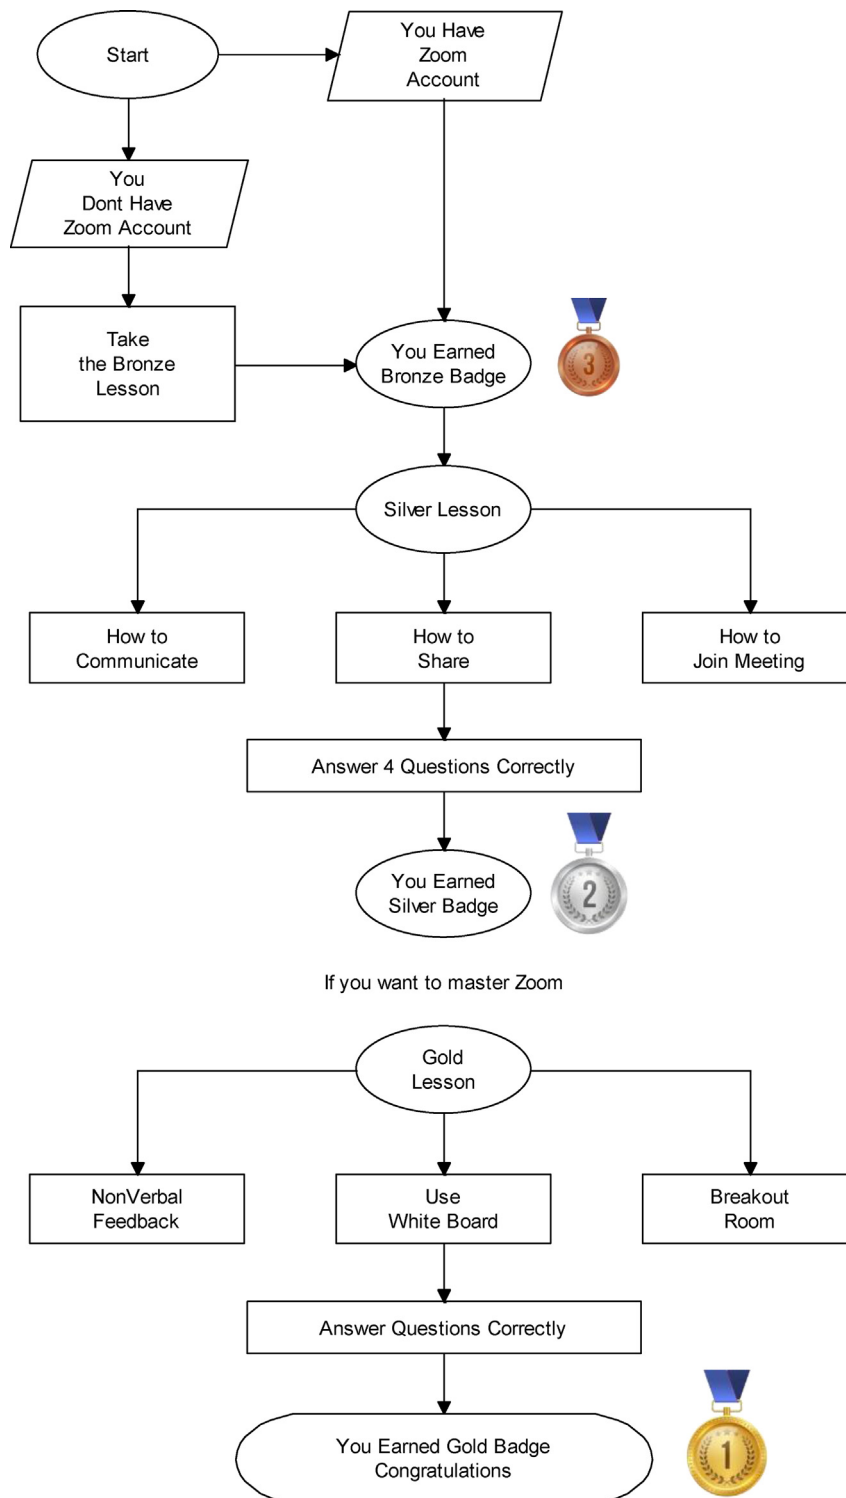 Start
You Have
Zoom
Account
You
Dont Have
Zoom Account
Take
the Bronze
Lesson
You Earned
Bronze Badge
3
Silver Lesson
How to
Communicate
How to
Share
How to
Join Meeting
Answer 4 Questions Correctly
You Earned
Silver Badge
2
If you want to master Zoom
Gold
Lesson
NonVerbal
Feedback
Use
White Board
Breakout
Room
Answer Questions Correctly
You Earned Gold Badge
Congratulations
1